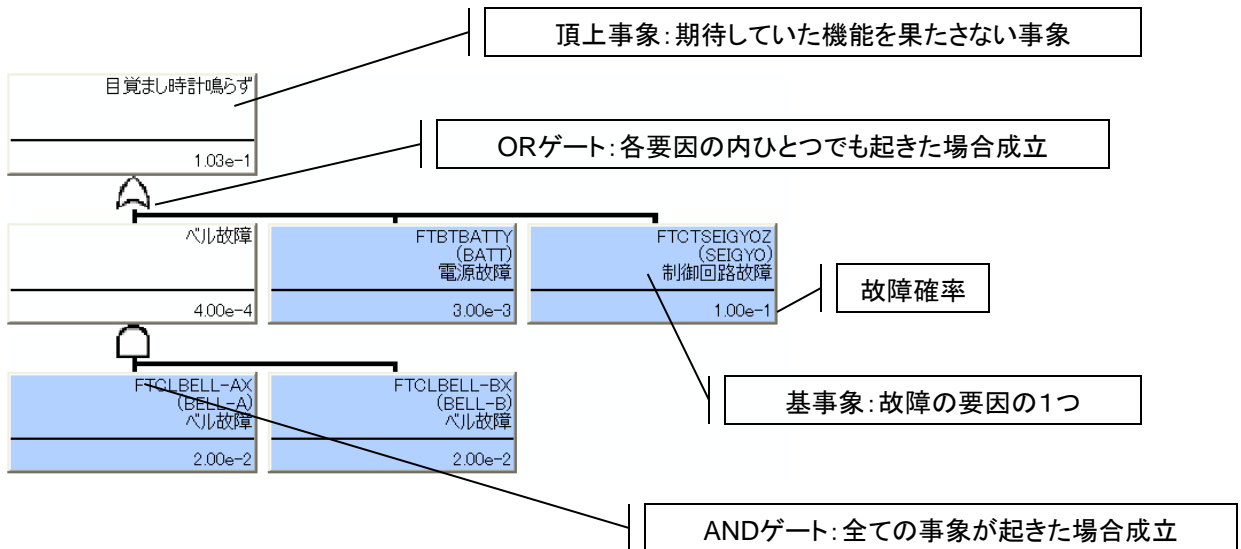 頂上事象：期待していた機能を果たさない事象
目覚まし時計鳴らず
1.03e-1
ORゲート：各要因の内ひとつでも起きた場合成立
ベル故障
4.00e-4
FTBTBATTY
(BATT)
電源故障
3.00e-3
FTCTSEIGYOZ
(SEIGYO)
制御回路故障
1.00e-1
故障確率
FTCLBELL-AX
(BELL-A)
ベル故障
2.00e-2
FTCLBELL-BX
(BELL-B)
ベル故障
2.00e-2
基事象：故障の要因の1つ
ANDゲート：全ての事象が起きた場合成立